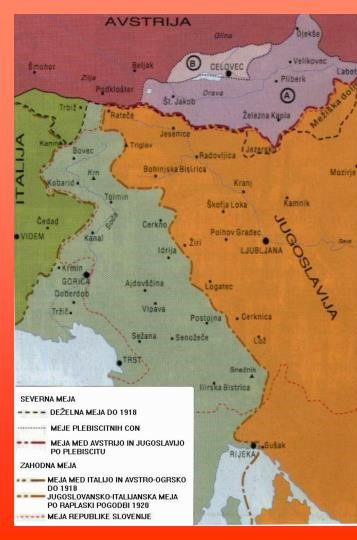 AVSTRIJA
Glina
Djekše
B
CELOVEC
Velikovec
Šmohor
Beljak
Zilja
Pliberk
Labot
Podklošter
Drava
A
Št. Jakob
Železna Kapla
Mežiška dolina
Trbiž
Rateče
Jesenice
Jezersko
Kanin
Bovec
Triglav
Radovljica
Bohinjska Bistrica
Mozirje
Krn
Kobarid
Kranj
ITALIJA
Tolmin
Škofja Loka
Kamnik
Soča
Čedad
Cerkno
JUGOSLAVIJA
VIDEM
Kanal
Polhov Gradec
Žiri
LJUBLJANA
Sava
Idrija
Krmin
GORICA
Ajdovščina
Logatec
Doberdob
Tržič
Vipava
Postojna
Cerknica
Sežana
Senožeče
Lož
TRST
Snežnik
Ilirska Bistrica
Sušak
RIJEKA
SEVERNA MEJA
DEŽELNA MEJA DO 1918
MEJE PLEBISCITNIH CON
MEJA MED AVSTRIJO IN JUGOSLAVIJO
PO PLEBISCITU
ZAHODNA MEJA
MEJA MED ITALIJO IN AVSTRO-OGRSKO
DO 1918
JUGOSLOVANSKO-ITALIJANSKA MEJA
PO RAPLASKI POGODBI 1920
MEJA REPUBLIKE SLOVENIJE